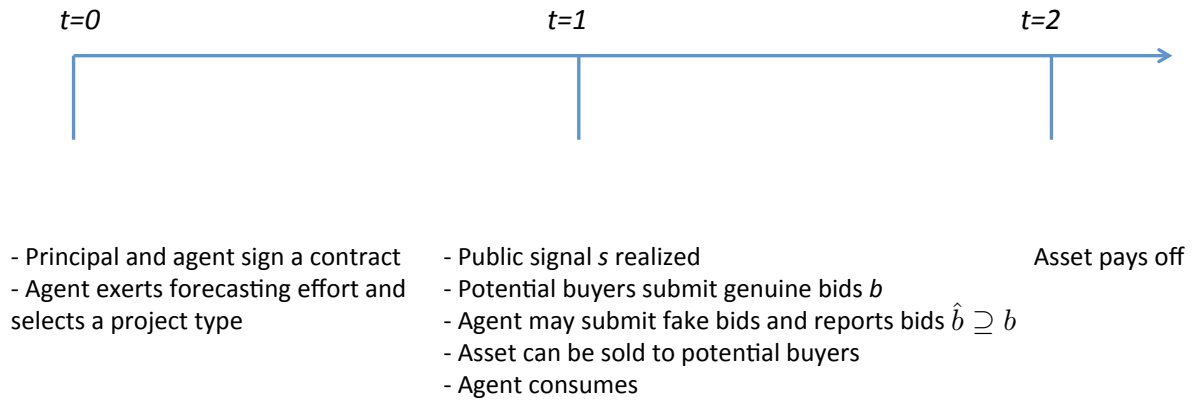 t=0 t=1 t=2
- Principal and agent sign a contract
- Agent exerts forecasting effort and
selects a project type
- Public signal s realized
- Potential buyers submit genuine bids b
- Agent may submit fake bids and reports bids b̂ ⊇ b
- Asset can be sold to potential buyers
- Agent consumes
Asset pays off